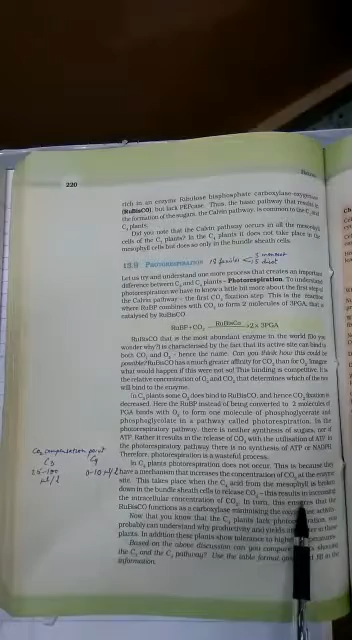 220
rich in an enzyme Ribulose bisphosphate carboxylase-oxygenase
(RuBisCO), but lack PEPcase. Thus, the basic pathway that results in
the formation of the sugars, the Calvin pathway, is common to the C3 and
C4 plants.
Did you note that the Calvin pathway occurs in all the mesophyll
cells of the C3 plants? In the C4 plants it does not take place in the
mesophyll cells but does so only in the bundle sheath cells.
13.9 PHOTORESPIRATION 19 families < 3 monocot
Let us try and understand one more process that creates an important
difference between C3 and C4 plants – Photorespiration. To understand
photorespiration we have to know a little bit more about the first step of
the Calvin pathway – the first CO2 fixation step. This is the reaction
where RuBP combines with CO2 to form 2 molecules of 3PGA, that is
catalysed by RuBisCO.
RuBP + CO2 RuBisCO → 2 x 3PGA
RuBisCO that is the most abundant enzyme in the world (Do you
wonder why?) is characterised by the fact that its active site can bind to
both CO2 and O2 – hence the name. Can you think how this could be
possible? RuBisCO has a much greater affinity for CO2 than for O2. Imagine
what would happen if this were not so! This binding is competitive. It is
the relative concentration of O2 and CO2 that determines which of the two
will bind to the enzyme.
In C3 plants some O2 does bind to RuBisCO, and hence CO2 fixation is
decreased. Here the RuBP instead of being converted to 2 molecules of
PGA binds with O2 to form one molecule of phosphoglycerate and
phosphoglycolate in a pathway called photorespiration. In the
photorespiratory pathway, there is neither synthesis of sugars, nor of
ATP. Rather it results in the release of CO2 with the utilisation of ATP. In
the photorespiratory pathway there is no synthesis of ATP or NADPH.
Therefore, photorespiration is a wasteful process.
In C4 plants photorespiration does not occur. This is because they
have a mechanism that increases the concentration of CO2 at the enzyme
site. This takes place when the C4 acid from the mesophyll is broken
down in the bundle sheath cells to release CO2 – this results in increasing
the intracellular concentration of CO2. In turn, this ensures that the
RuBisCO functions as a carboxylase minimising the oxygenase activity.
Now that you know that the C4 plants lack photorespiration, you
probably can understand why productivity and yields are better in these
plants. In addition these plants show tolerance to higher temperatures.
Based on the above discussion can you compare plants showing
the C3 and the C4 pathway? Use the table format given and fill in the
information.
CO2 compensation point
C3 C4
25-100 0-10 μl/l
μl/l